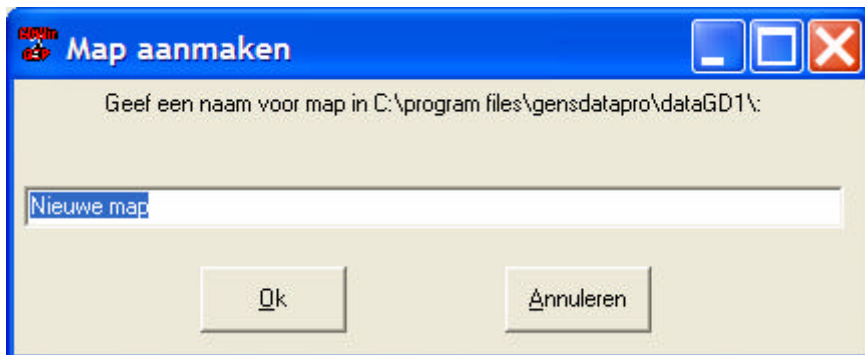 Map aanmaken
Geef een naam voor map in C:\program files\gensdatapro\dataGD1\:
Nieuwe map
Ok
Annuleren